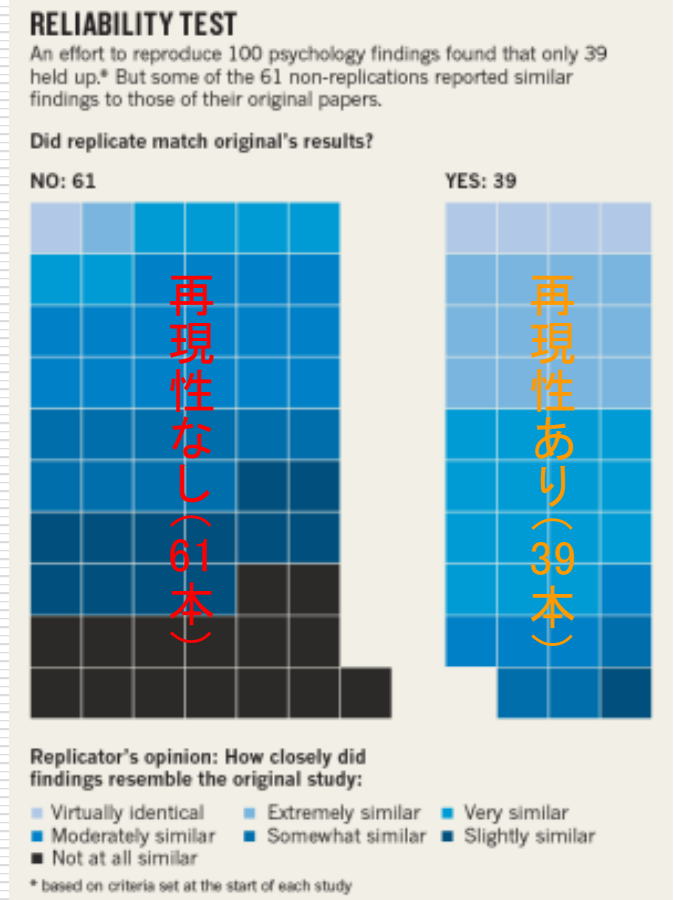 RELIABILITY TEST
An effort to reproduce 100 psychology findings found that only 39
held up.* But some of the 61 non-replications reported similar
findings to those of their original papers.
Did replicate match original's results?
NO: 61
YES: 39
再現性なし(61本)
再現性あり(39本)
Replicator's opinion: How closely did
findings resemble the original study:
Virtually identical
Extremely similar
Very similar
Moderately similar
Somewhat similar
Slightly similar
Not at all similar
* based on criteria set at the start of each study